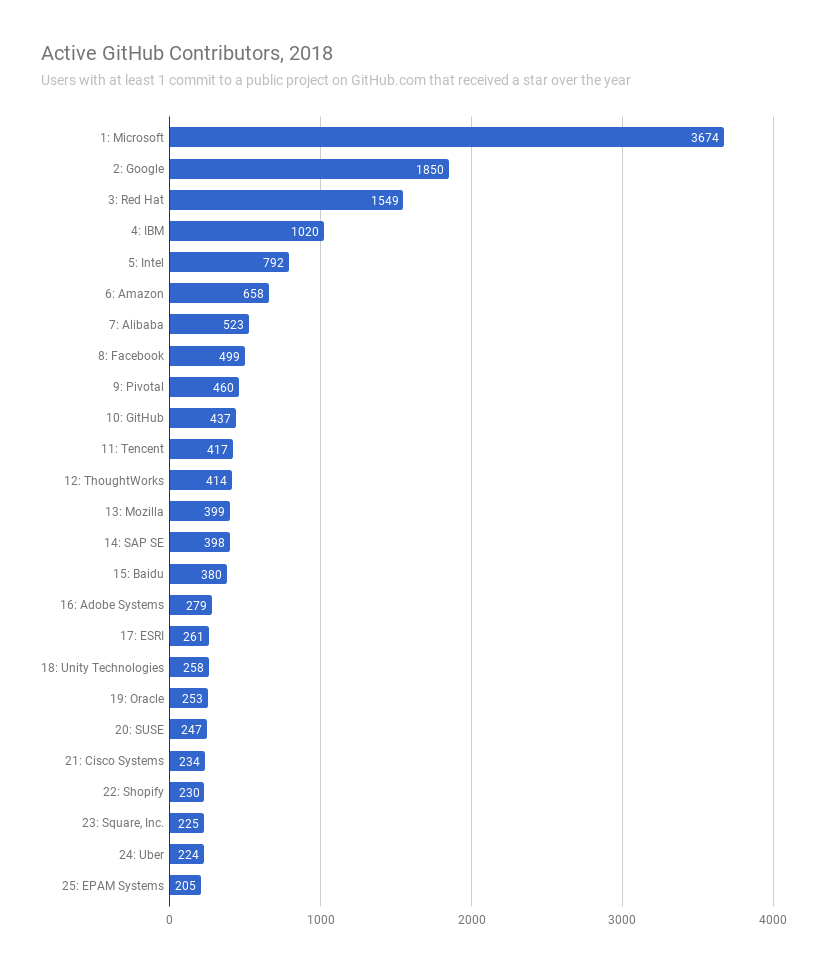 Active GitHub Contributors, 2018
Users with at least 1 commit to a public project on GitHub.com that received a star over the year
1: Microsoft 3674
2: Google 1850
3: Red Hat 1549
4: IBM 1020
5: Intel 792
6: Amazon 658
7: Alibaba 523
8: Facebook 499
9: Pivotal 460
10: GitHub 437
11: Tencent 417
12: ThoughtWorks 414
13: Mozilla 399
14: SAP SE 398
15: Baidu 380
16: Adobe Systems 279
17: ESRI 261
18: Unity Technologies 258
19: Oracle 253
20: SUSE 247
21: Cisco Systems 234
22: Shopify 230
23: Square, Inc. 225
24: Uber 224
25: EPAM Systems 205
0 1000 2000 3000 4000